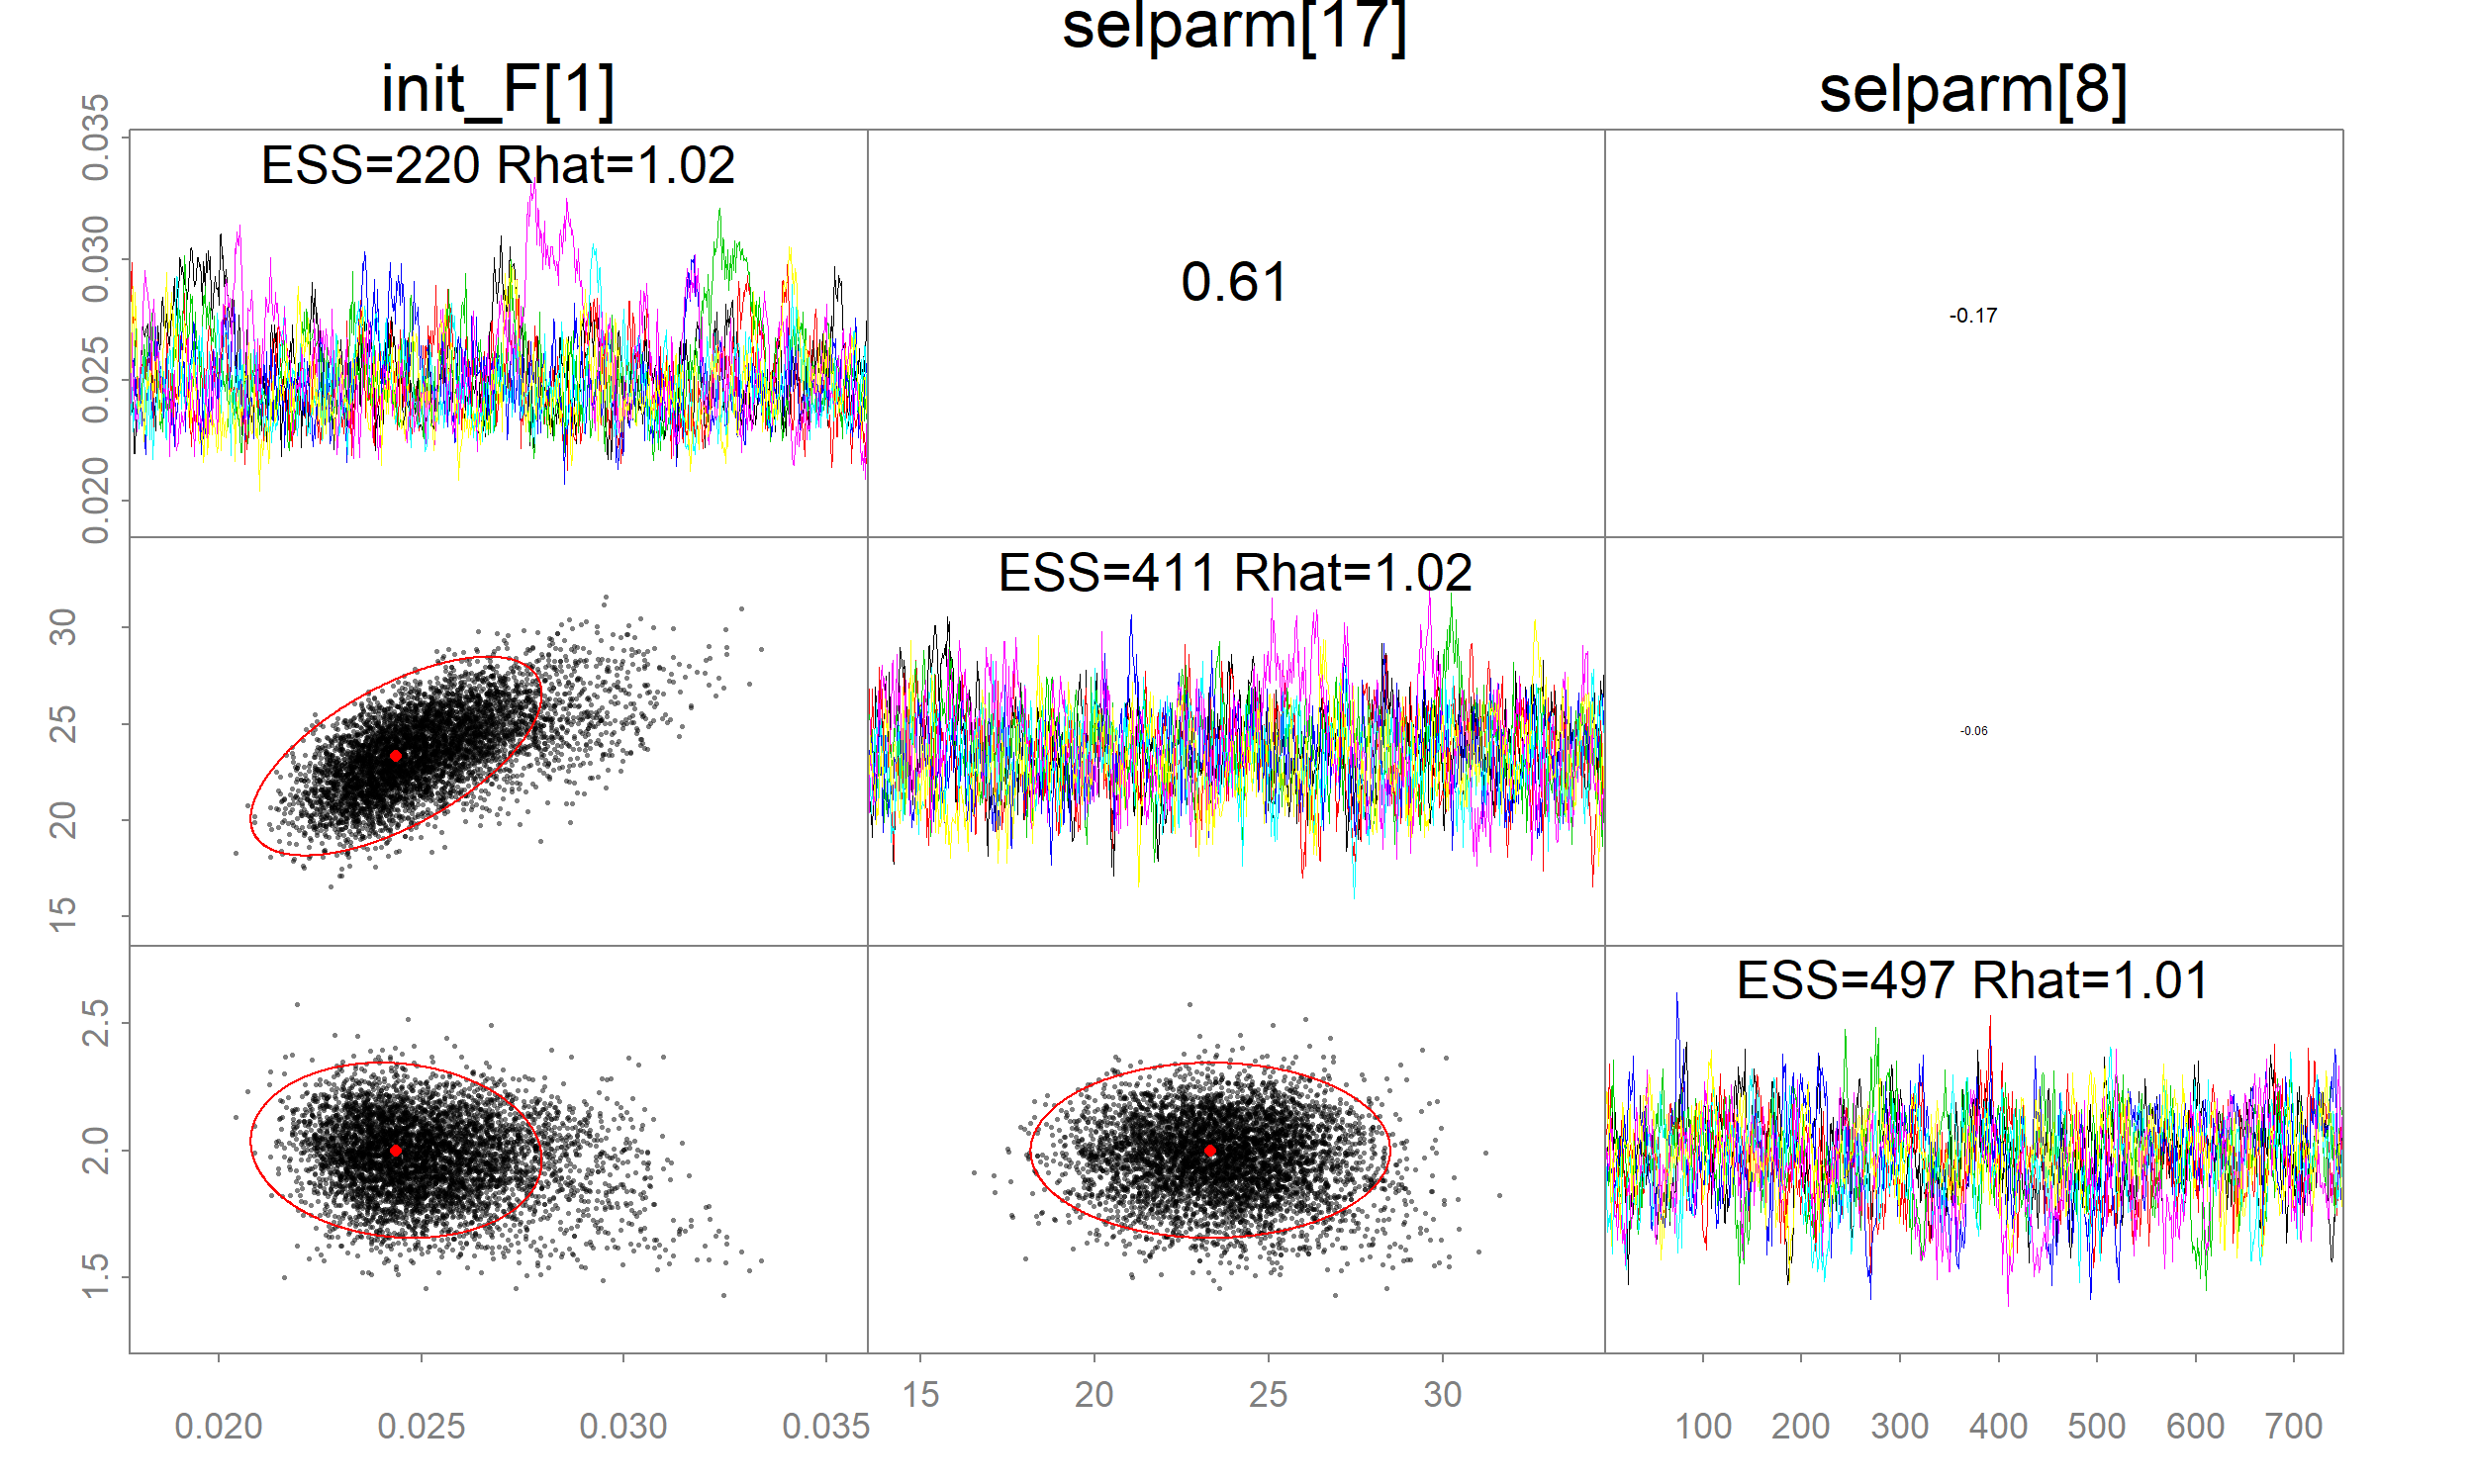 selparm[17]
init_F[1]
selparm[8]
0.035
0.030
0.025
0.020
ESS=220 Rhat=1.02
0.61
-0.17
30
25
20
15
ESS=411 Rhat=1.02
-0.06
2.5
2.0
1.5
ESS=497 Rhat=1.01
15 20 25 30
0.020 0.025 0.030 0.035
100 200 300 400 500 600 700